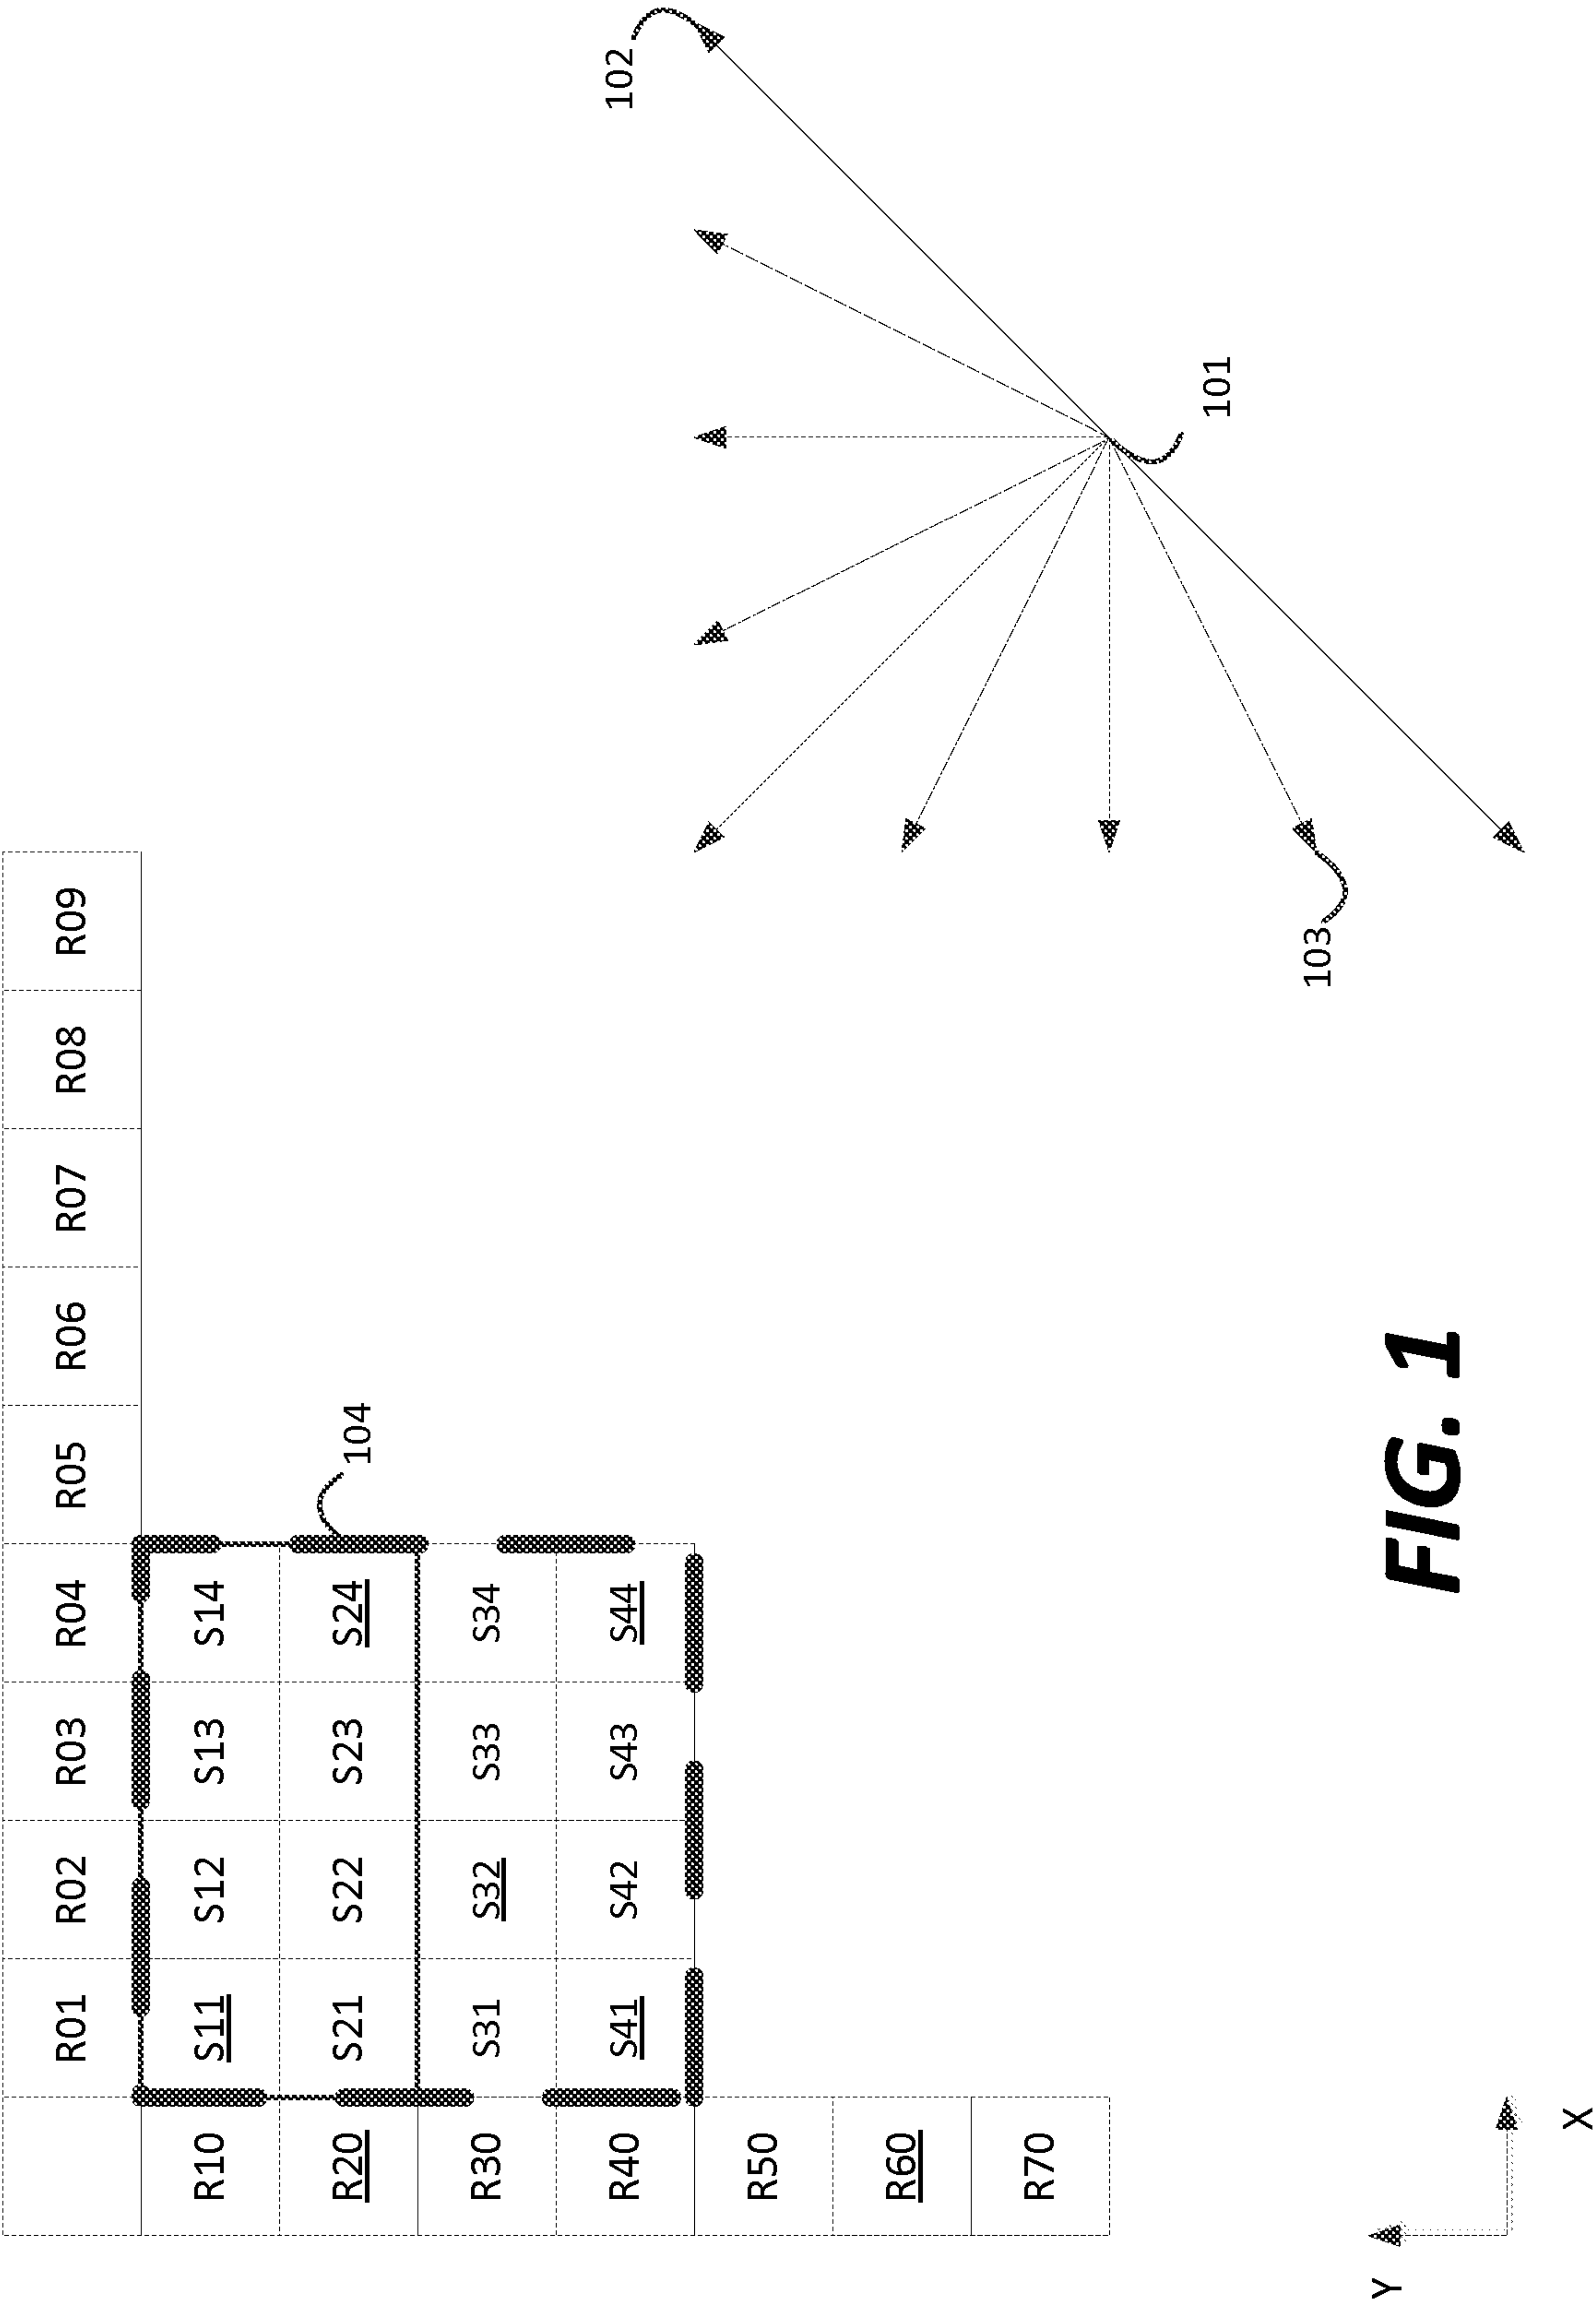 R01 R02 R03 R04 R05 R06 R07 R08 R09
R10 S11 S12 S13 S14
R20 S21 S22 S23 S24
104
R30 S31 S32 S33 S34
R40 S41 S42 S43 S44
R50
R60
R70
102
101
103
Y
X
FIG. 1